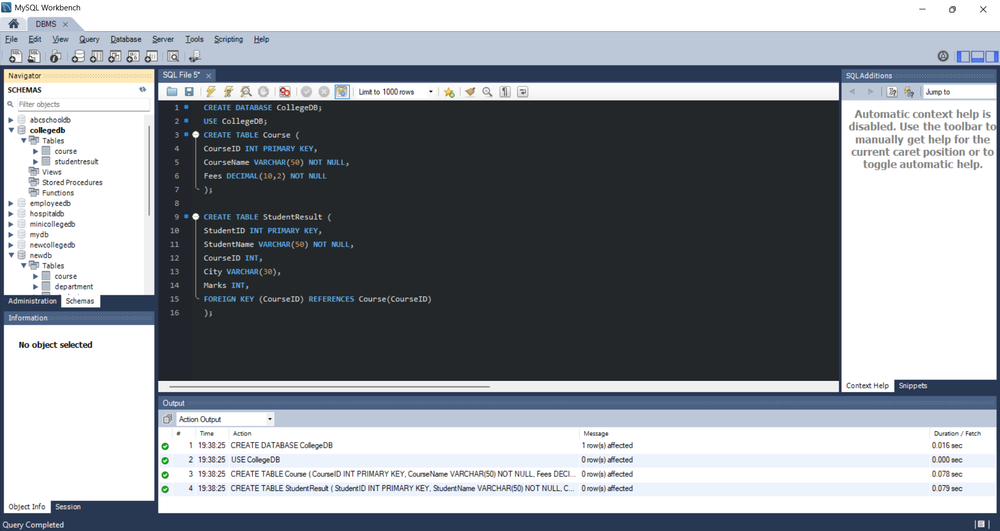 MySQL Workbench
DBMS
File Edit View Query Database Server Tools Scripting Help
Navigator
SCHEMAS
Filter objects
abcschooldb
collegedb
Tables
course
studentresult
Views
Stored Procedures
Functions
employeedb
hospitaldb
minicollegedb
mydb
newcollegedb
newdb
Tables
course
department
Administration Schemas
Information
No object selected
Object Info Session
Query Completed
SQL File 5*
Limit to 1000 rows
1 CREATE DATABASE CollegeDB;
2 USE CollegeDB;
3 CREATE TABLE Course (
4 CourseID INT PRIMARY KEY,
5 CourseName VARCHAR(50) NOT NULL,
6 Fees DECIMAL(10,2) NOT NULL
7 );
8
9 CREATE TABLE StudentResult (
10 StudentID INT PRIMARY KEY,
11 StudentName VARCHAR(50) NOT NULL,
12 CourseID INT,
13 City VARCHAR(30),
14 Marks INT,
15 FOREIGN KEY (CourseID) REFERENCES Course(CourseID)
16 );
SQLAdditions
Jump to
Automatic context help is
disabled. Use the toolbar to
manually get help for the
current caret position or to
toggle automatic help.
Context Help Snippets
Output
Action Output
# Time Action Message Duration / Fetch
1 19:38:25 CREATE DATABASE CollegeDB 1 row(s) affected 0.016 sec
2 19:38:25 USE CollegeDB 0 row(s) affected 0.000 sec
3 19:38:25 CREATE TABLE Course ( CourseID INT PRIMARY KEY, CourseName VARCHAR(50) NOT NULL, Fees DECI... 0 row(s) affected 0.078 sec
4 19:38:25 CREATE TABLE StudentResult ( StudentID INT PRIMARY KEY, StudentName VARCHAR(50) NOT NULL, C... 0 row(s) affected 0.079 sec